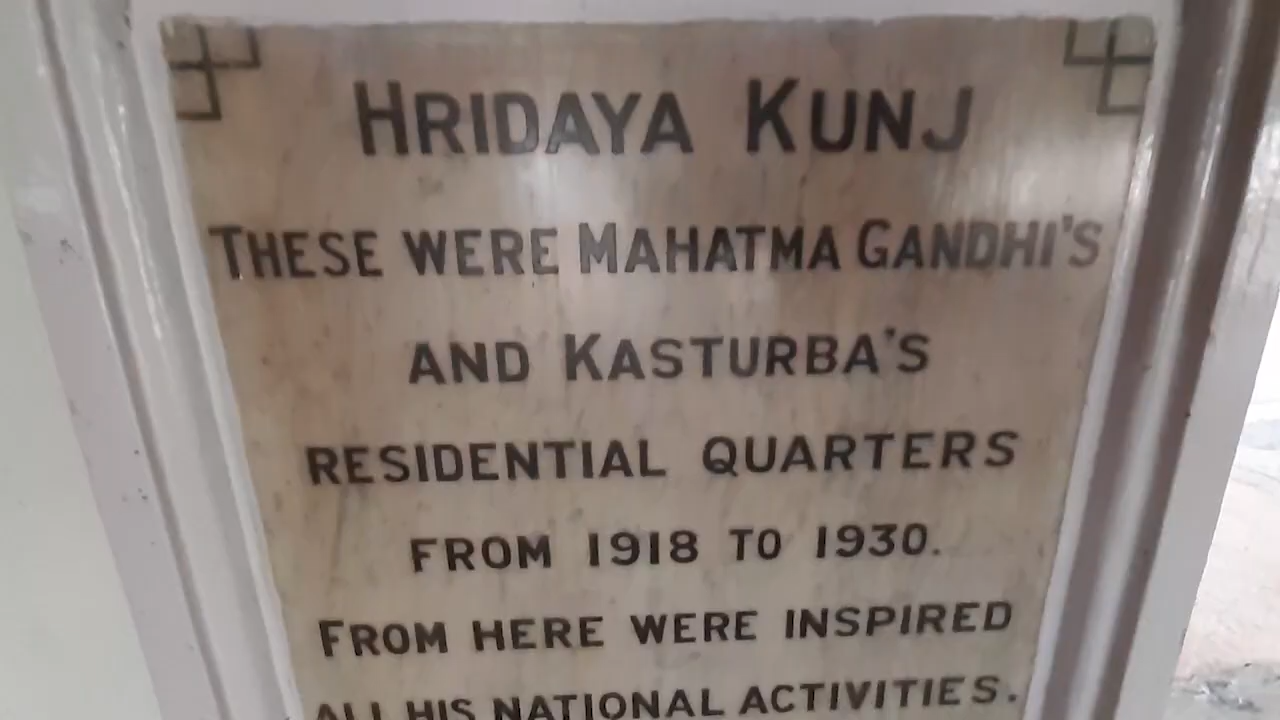 HRIDAYA KUNJ
THESE WERE MAHATMA GANDHI'S
AND KASTURBA'S
RESIDENTIAL QUARTERS
FROM 1918 TO 1930.
FROM HERE WERE INSPIRED
ALL HIS NATIONAL ACTIVITIES.